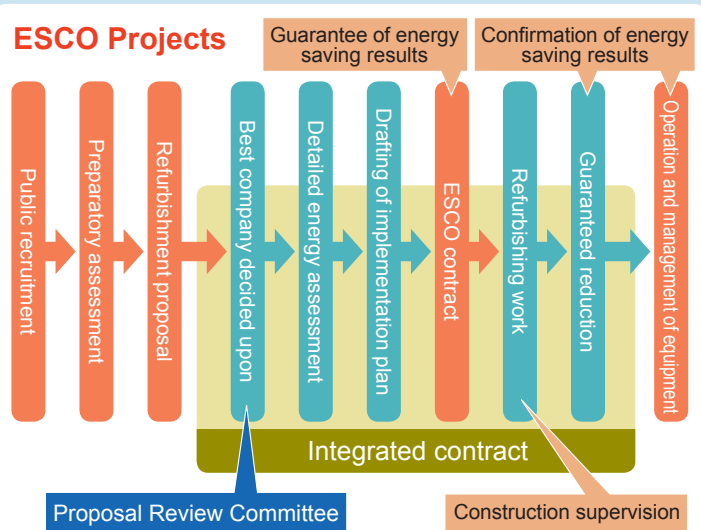 ESCO Projects
Guarantee of energy
saving results
Confirmation of energy
saving results
Public recruitment
Preparatory assessment
Refurbishment proposal
Best company decided upon
Detailed energy assessment
Drafting of implementation plan
ESCO contract
Refurbishing work
Guaranteed reduction
Operation and management of equipment
Integrated contract
Proposal Review Committee
Construction supervision